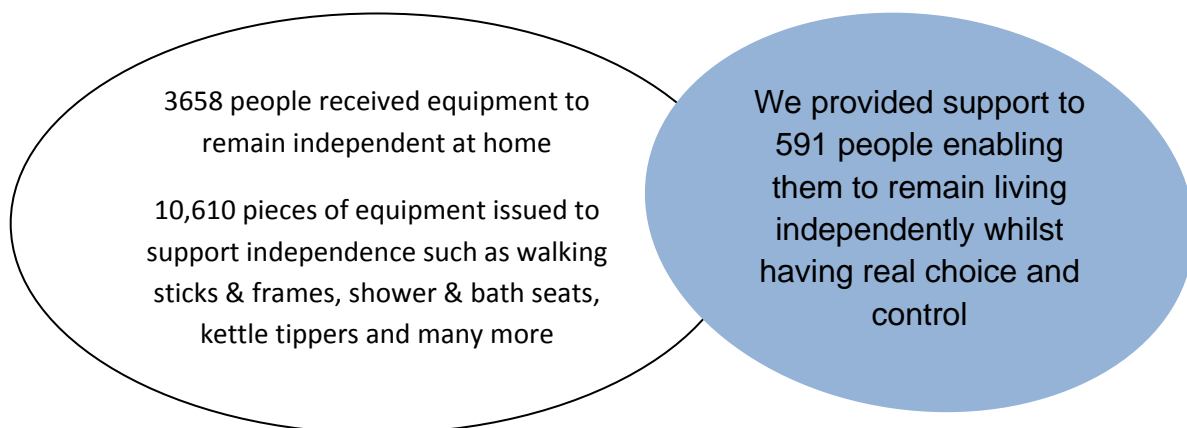 3658 people received equipment to
remain independent at home
10,610 pieces of equipment issued to
support independence such as walking
sticks & frames, shower & bath seats,
kettle tippers and many more
We provided support to
591 people enabling
them to remain living
independently whilst
having real choice and
control